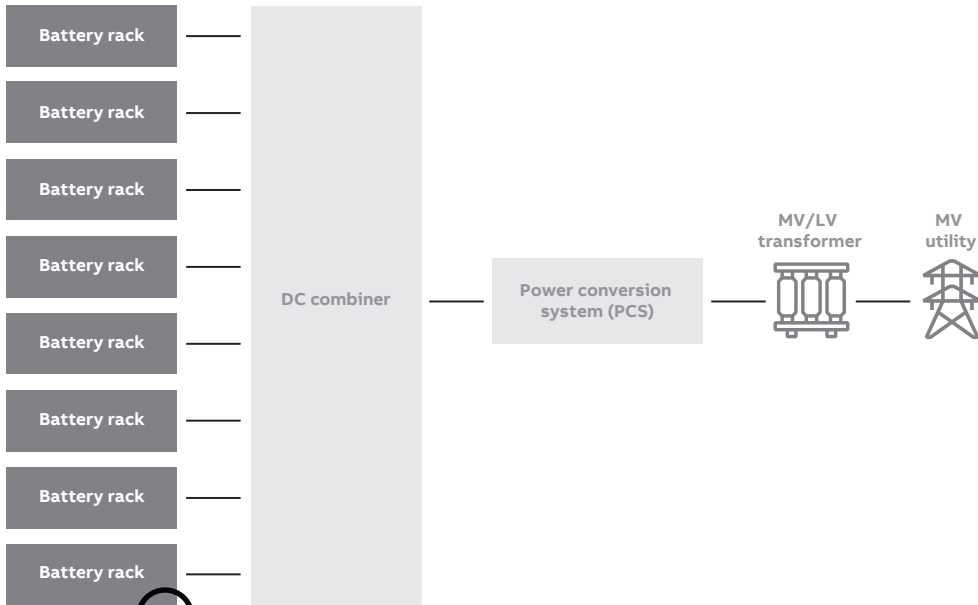 Battery rack
Battery rack
Battery rack
Battery rack
Battery rack
Battery rack
Battery rack
Battery rack
DC combiner
Power conversion
system (PCS)
MV/LV
transformer
MV
utility